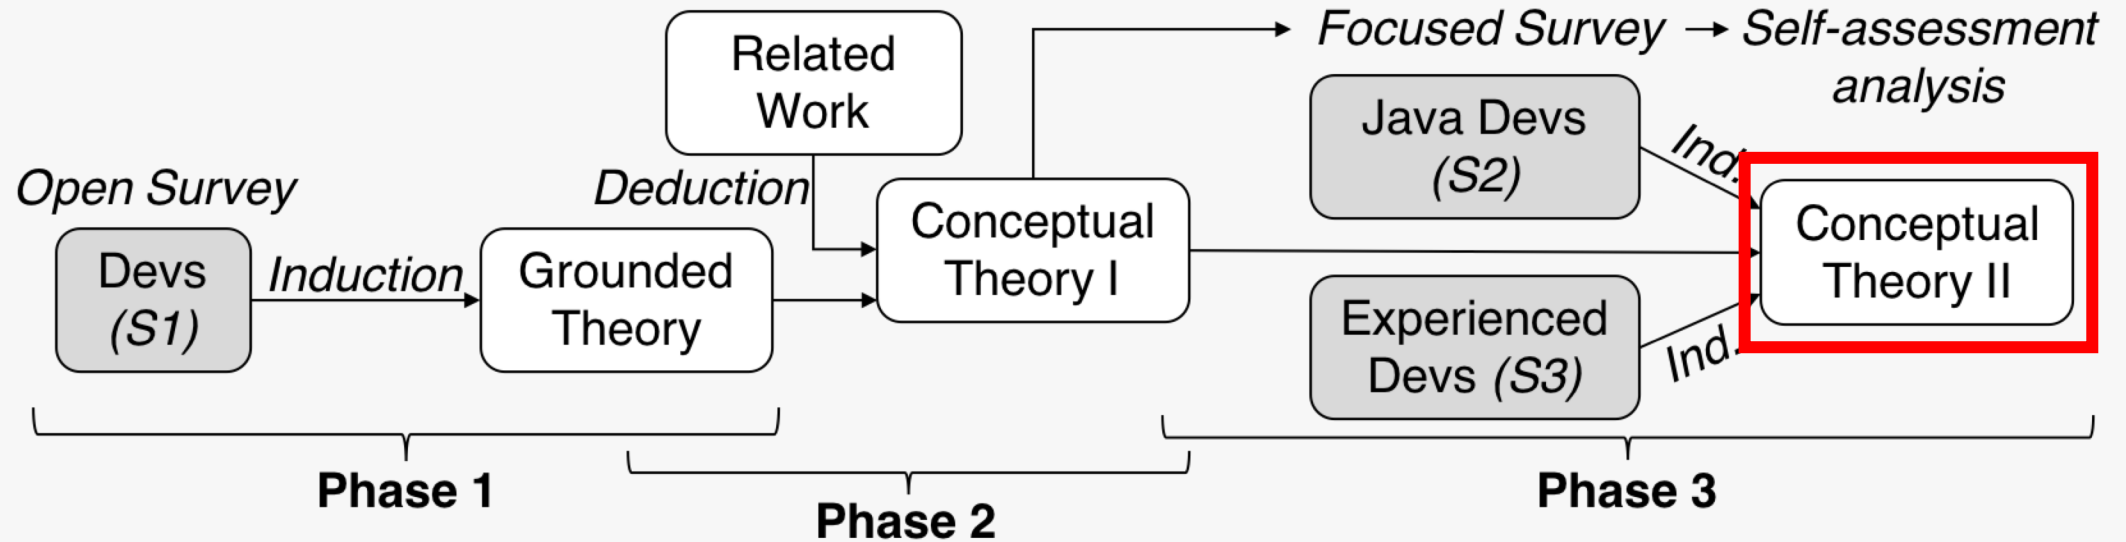 Related
Work
Focused Survey
Self-assessment
analysis
Java Devs
(S2)
Ind.
Open Survey
Deduction
Devs
(S1)
Induction
Grounded
Theory
Conceptual
Theory I
Conceptual
Theory II
Experienced
Devs (S3)
Ind.
Phase 1
Phase 2
Phase 3